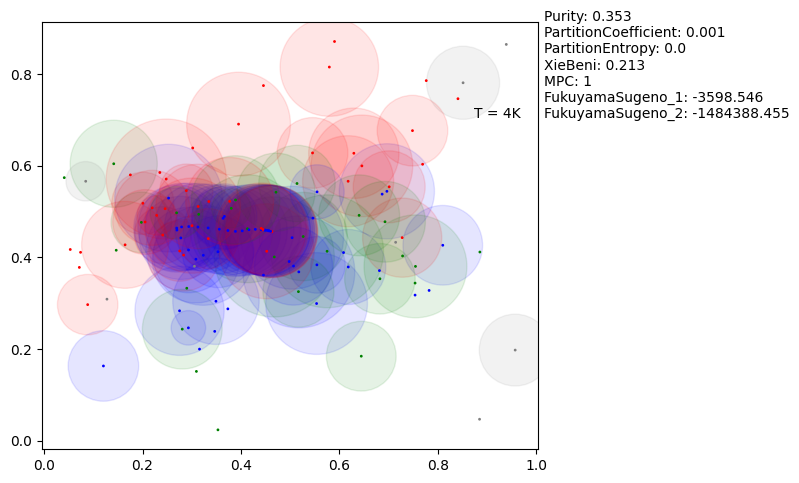 Purity: 0.353
PartitionCoefficient: 0.001
PartitionEntropy: 0.0
XieBeni: 0.213
MPC: 1
FukuyamaSugeno_1: -3598.546
FukuyamaSugeno_2: -1484388.455
T = 4K
0.8
0.6
0.4
0.2
0.0
0.0 0.2 0.4 0.6 0.8 1.0